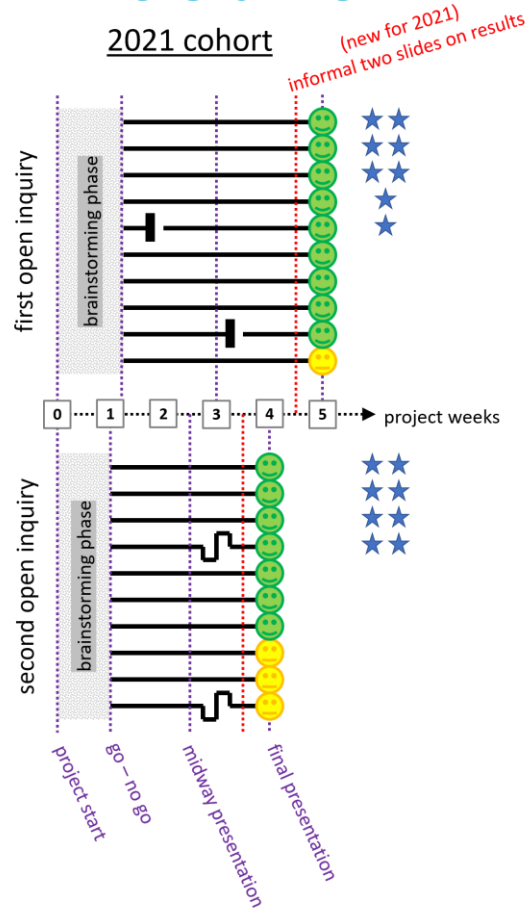 2021 cohort
(new for 2021)
informal two slides on results
first open inquiry
brainstorming phase
0
1
2
3
4
5
project weeks
second open inquiry
brainstorming phase
project start
go – no go
midway presentation
final presentation